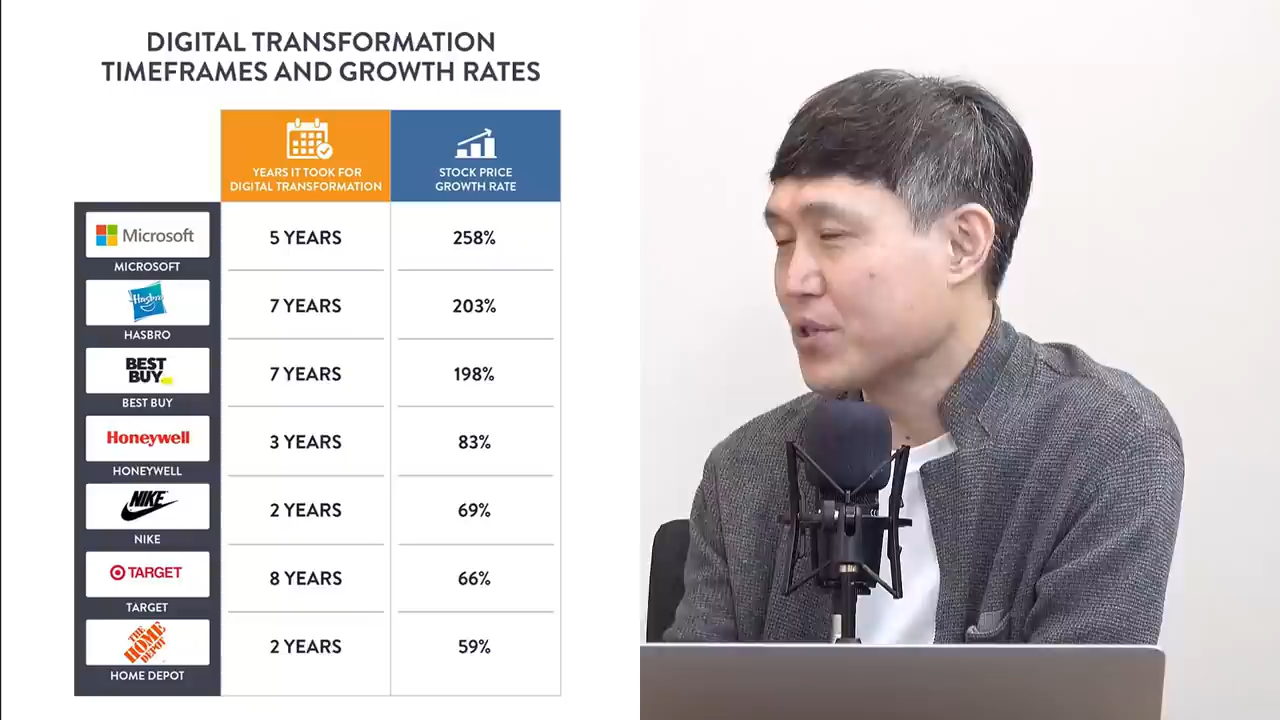 DIGITAL TRANSFORMATION
TIMEFRAMES AND GROWTH RATES
YEARS IT TOOK FOR
DIGITAL TRANSFORMATION
STOCK PRICE
GROWTH RATE
Microsoft
MICROSOFT
5 YEARS
258%
Hasbro
HASBRO
7 YEARS
203%
BEST
BUY
BEST BUY
7 YEARS
198%
Honeywell
HONEYWELL
3 YEARS
83%
NIKE
NIKE
2 YEARS
69%
TARGET
TARGET
8 YEARS
66%
THE
HOME
DEPOT
HOME DEPOT
2 YEARS
59%